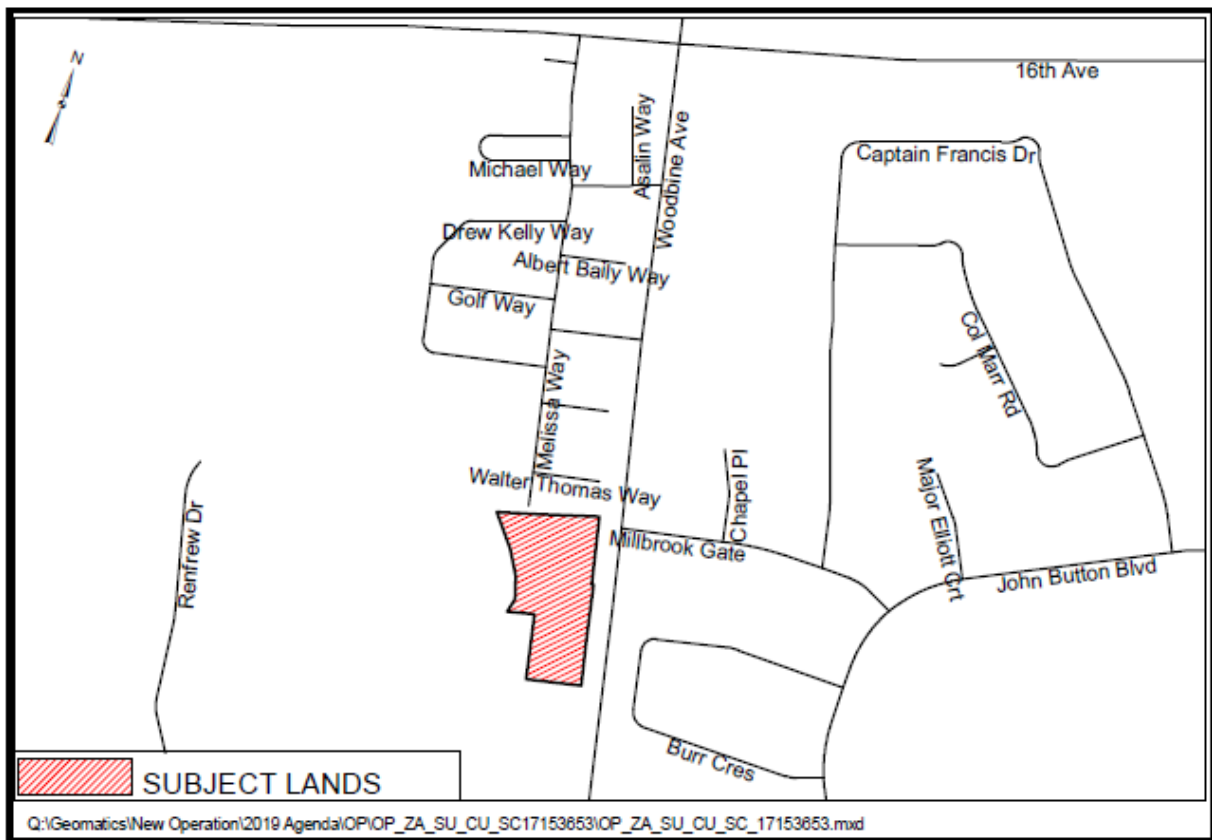 N
16th Ave
Asalin Way
Woodbine Ave
Captain Francis Dr
Michael Way
Drew Kelly Way
Albert Baily Way
Golf Way
Col Marr Rd
Melissa Way
Walter Thomas Way
Chapel Pl
Major Elliott Crt
Millbrook Gate
Renfrew Dr
John Button Blvd
Burr Cres
SUBJECT LANDS
Q:\Geomatics\New Operation\2019 Agenda\OP\OP_ZA_SU_CU_SC17153653\OP_ZA_SU_CU_SC_17153653.mxd